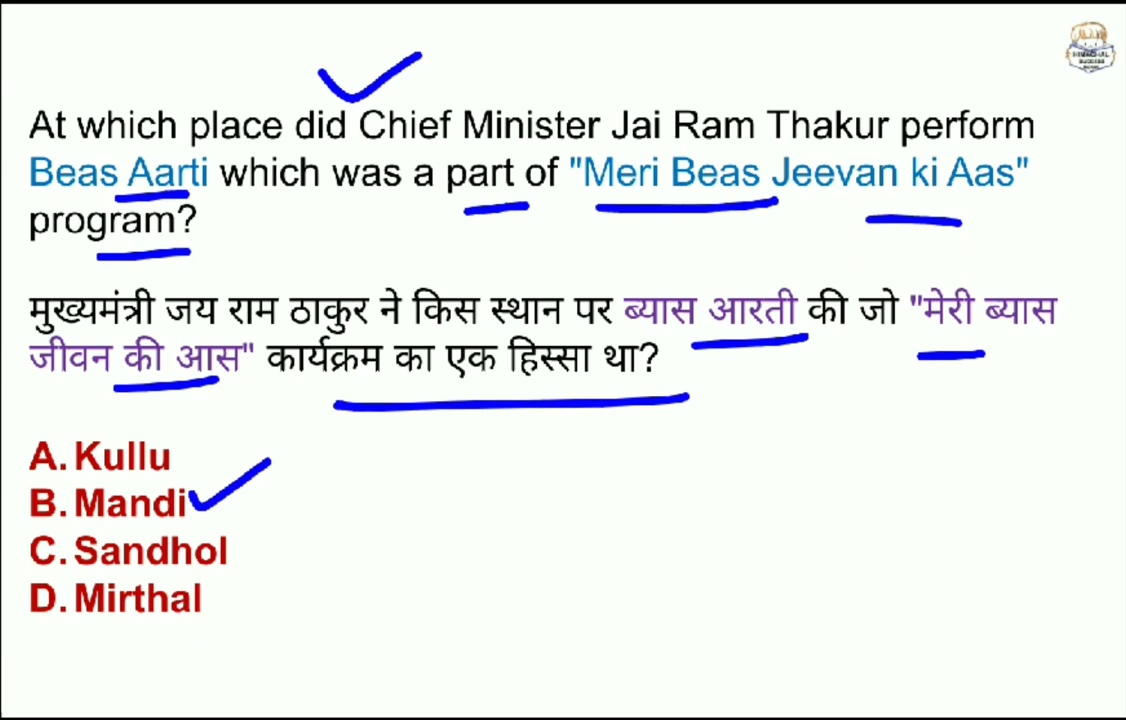 At which place did Chief Minister Jai Ram Thakur perform
Beas Aarti which was a part of "Meri Beas Jeevan ki Aas"
program?
मुख्यमंत्री जय राम ठाकुर ने किस स्थान पर ब्यास आरती की जो "मेरी ब्यास
जीवन की आस" कार्यक्रम का एक हिस्सा था?
A. Kullu
B. Mandi
C. Sandhol
D. Mirthal